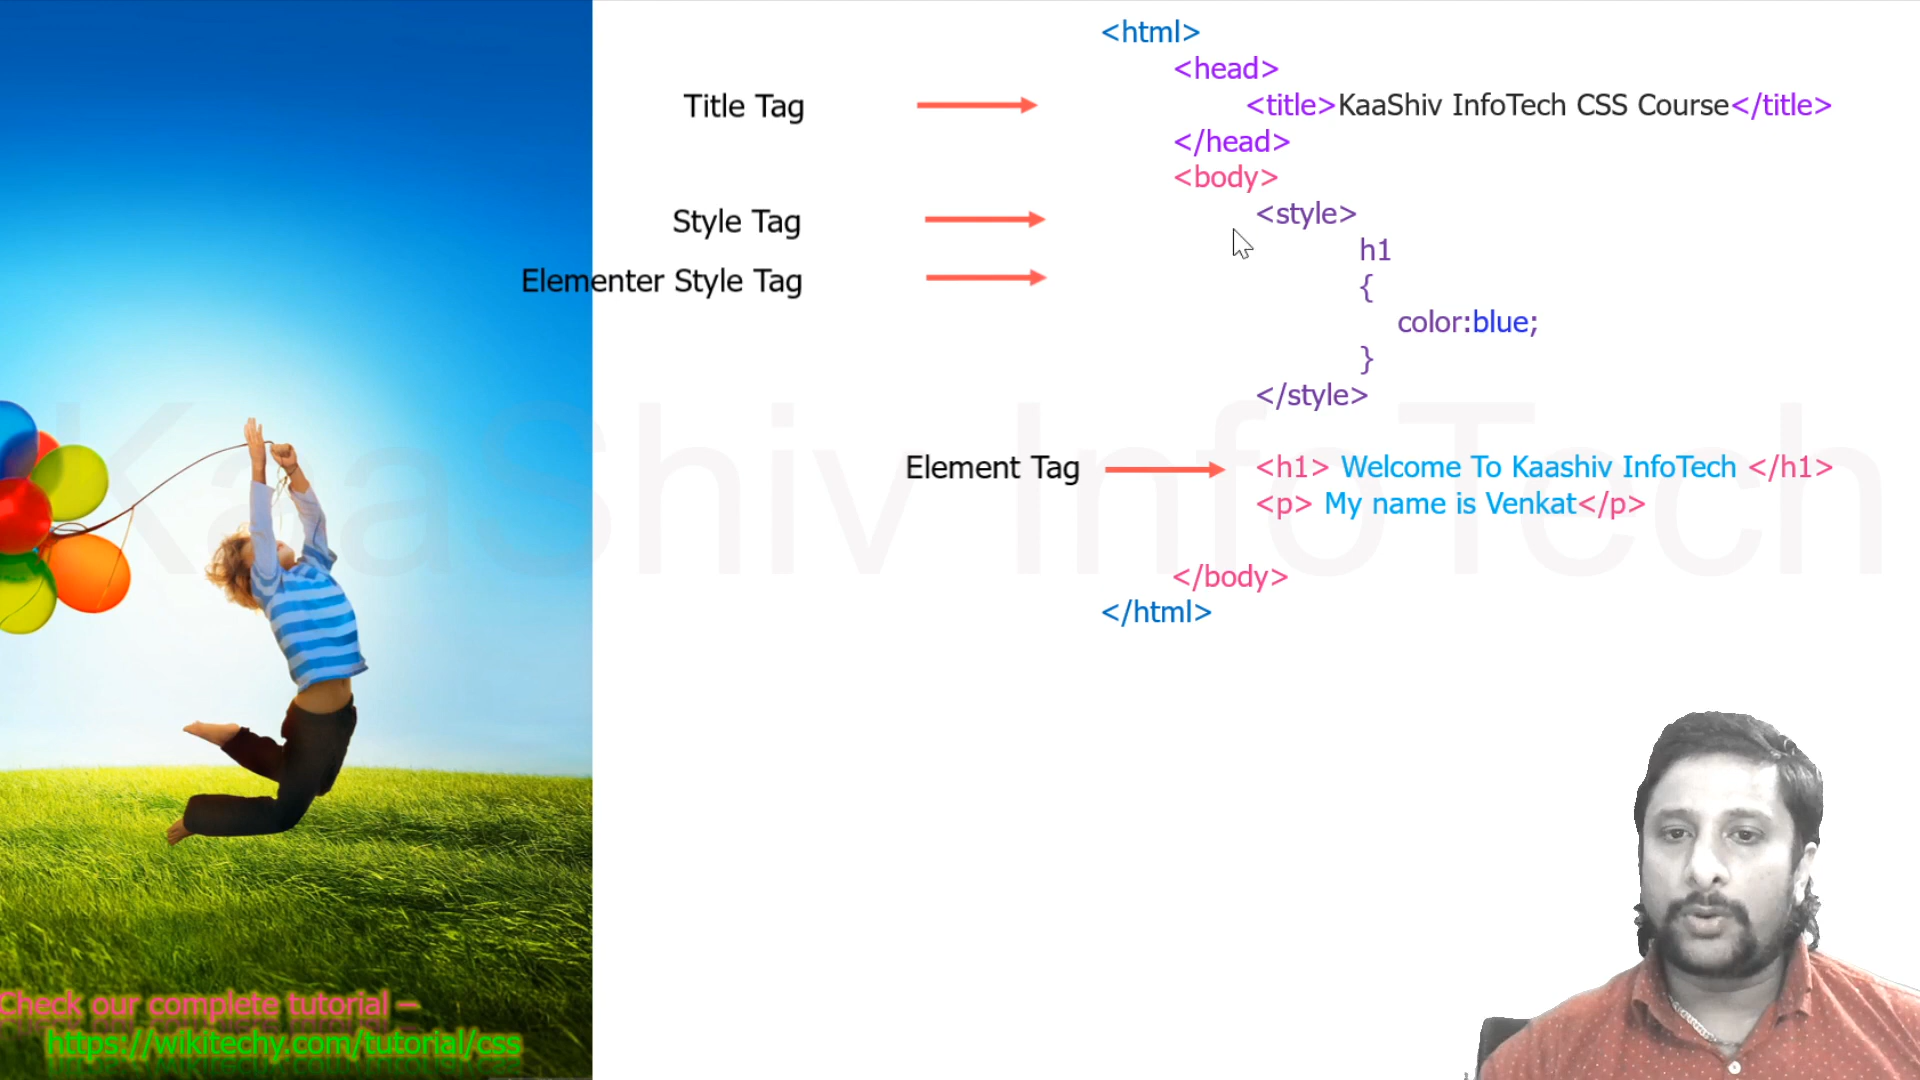 <html>
<head>
Title Tag
<title>KaaShiv InfoTech CSS Course</title>
</head>
<body>
Style Tag
<style>
h1
Elementer Style Tag
{
color:blue;
}
</style>
Element Tag
<h1> Welcome To Kaashiv InfoTech </h1>
<p> My name is Venkat</p>
</body>
</html>
KaaShiv InfoTech
Check our complete tutorial –
https://wikitechy.com/tutorial/css